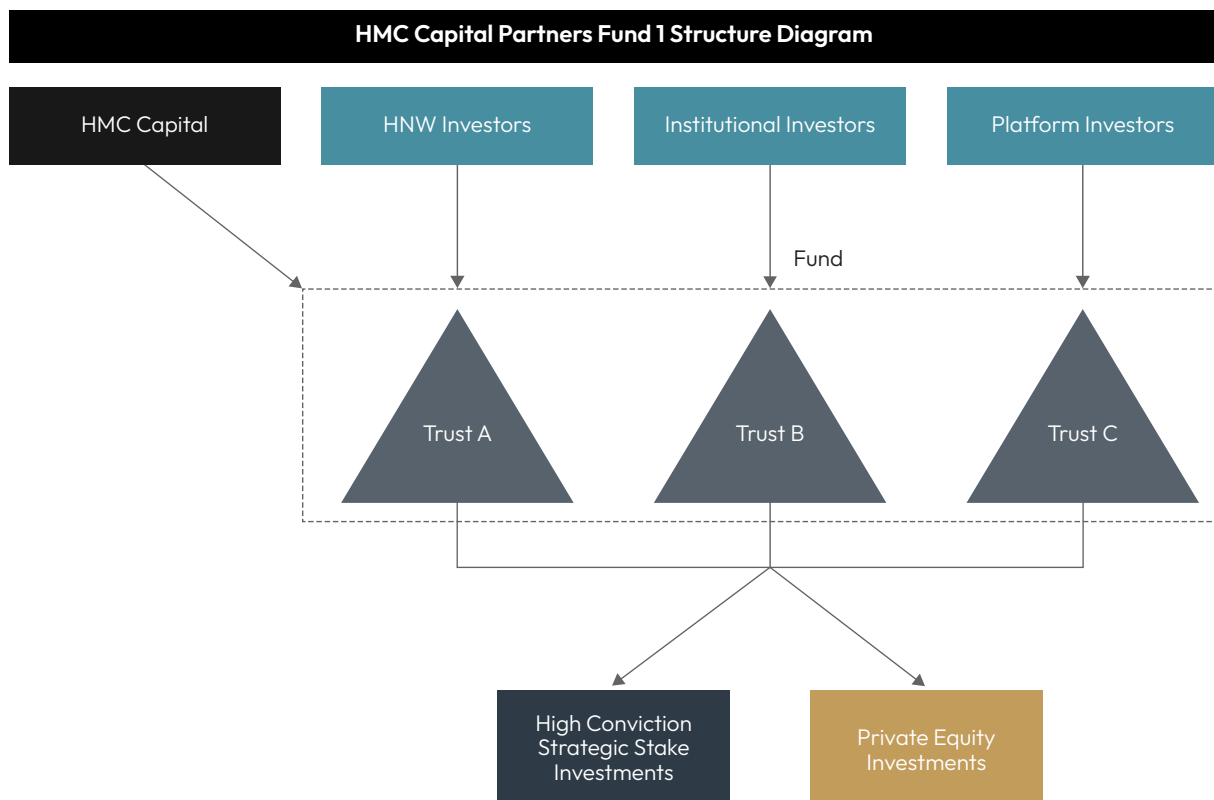 HMC Capital Partners Fund 1 Structure Diagram
HMC Capital
HNW Investors
Institutional Investors
Platform Investors
Fund
Trust A
Trust B
Trust C
High Conviction
Strategic Stake
Investments
Private Equity
Investments